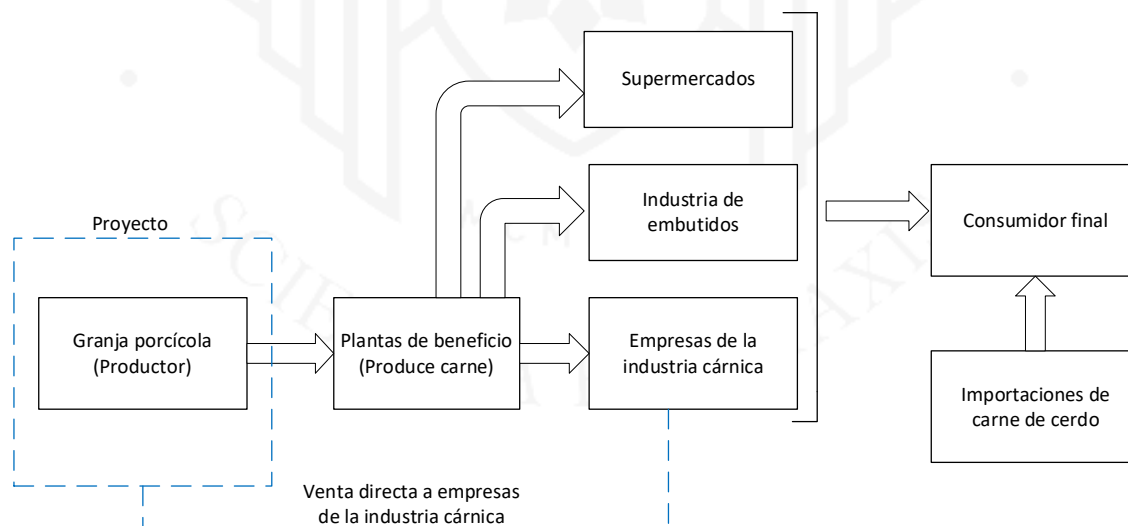 Supermercados
Industria de
embutidos
Proyecto
Consumidor final
Granja porcícola
(Productor)
Plantas de beneficio
(Produce carne)
Empresas de la
industria cárnica
Importaciones de
carne de cerdo
Venta directa a empresas
de la industria cárnica